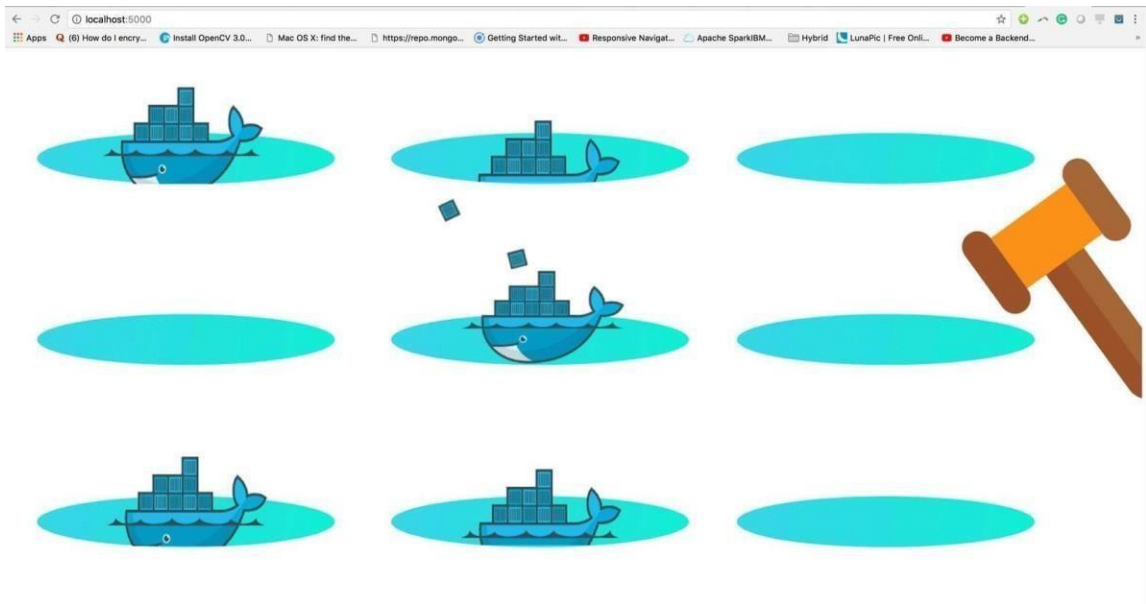 localhost:5000
Apps (6) How do I encry... Install OpenCV 3.0... Mac OS X: find the... https://repo.mongo... Getting Started wit... Responsive Navigat... Apache SparkIBM... Hybrid LunaPic | Free Onli... Become a Backend... »